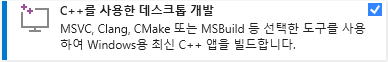 C++를 사용한 데스크톱 개발
MSVC, Clang, CMake 또는 MSBuild 등 선택한 도구를 사용
하여 Windows용 최신 C++ 앱을 빌드합니다.